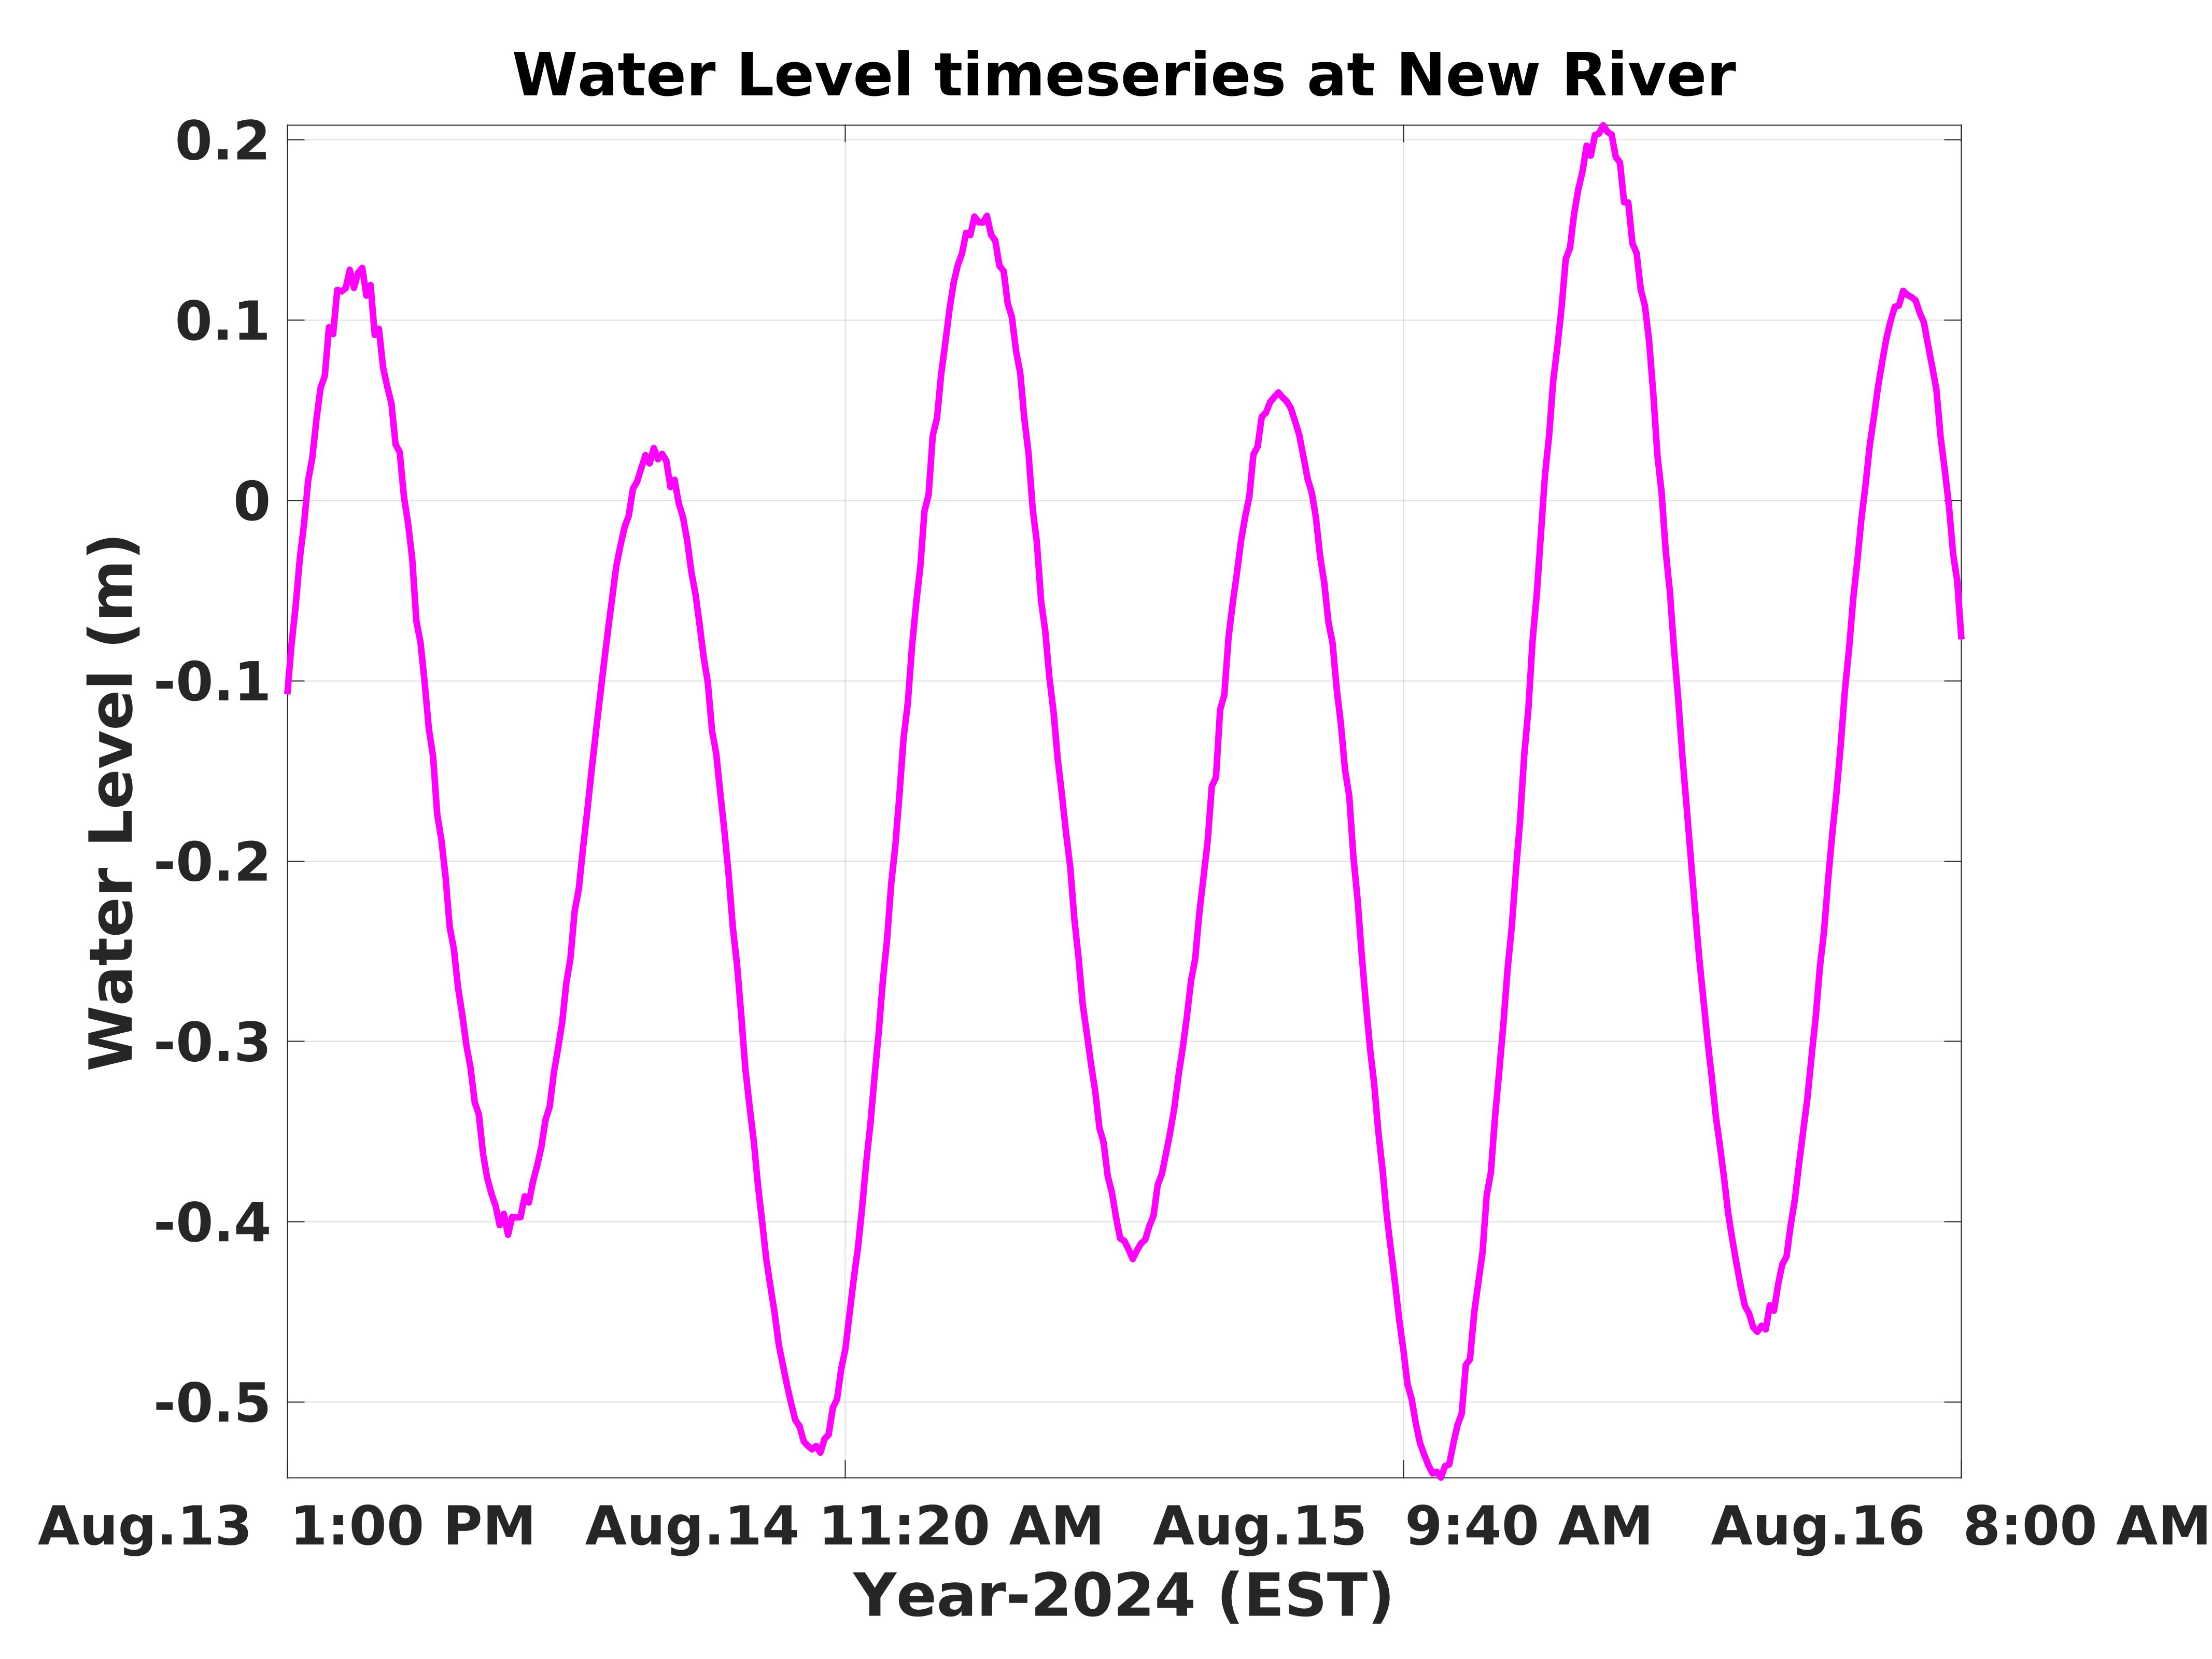 Water Level timeseries at New River
0.2
0.1
0
-0.1
-0.2
-0.3
-0.4
-0.5
Water Level (m)
Aug.13 1:00 PM Aug.14 11:20 AM Aug.15 9:40 AM Aug.16 8:00 AM
Year-2024 (EST)